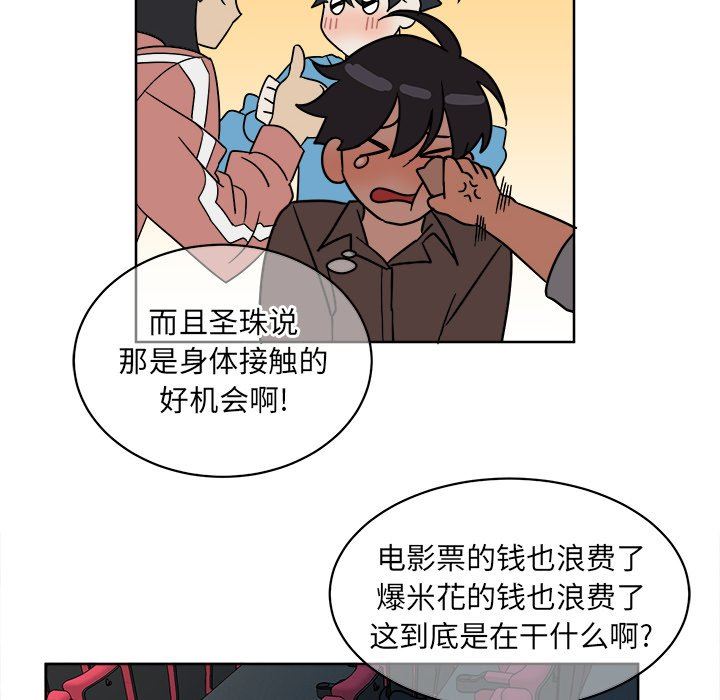 而且圣珠说
那是身体接触的
好机会啊!
电影票的钱也浪费了
爆米花的钱也浪费了
这到底是在干什么啊?